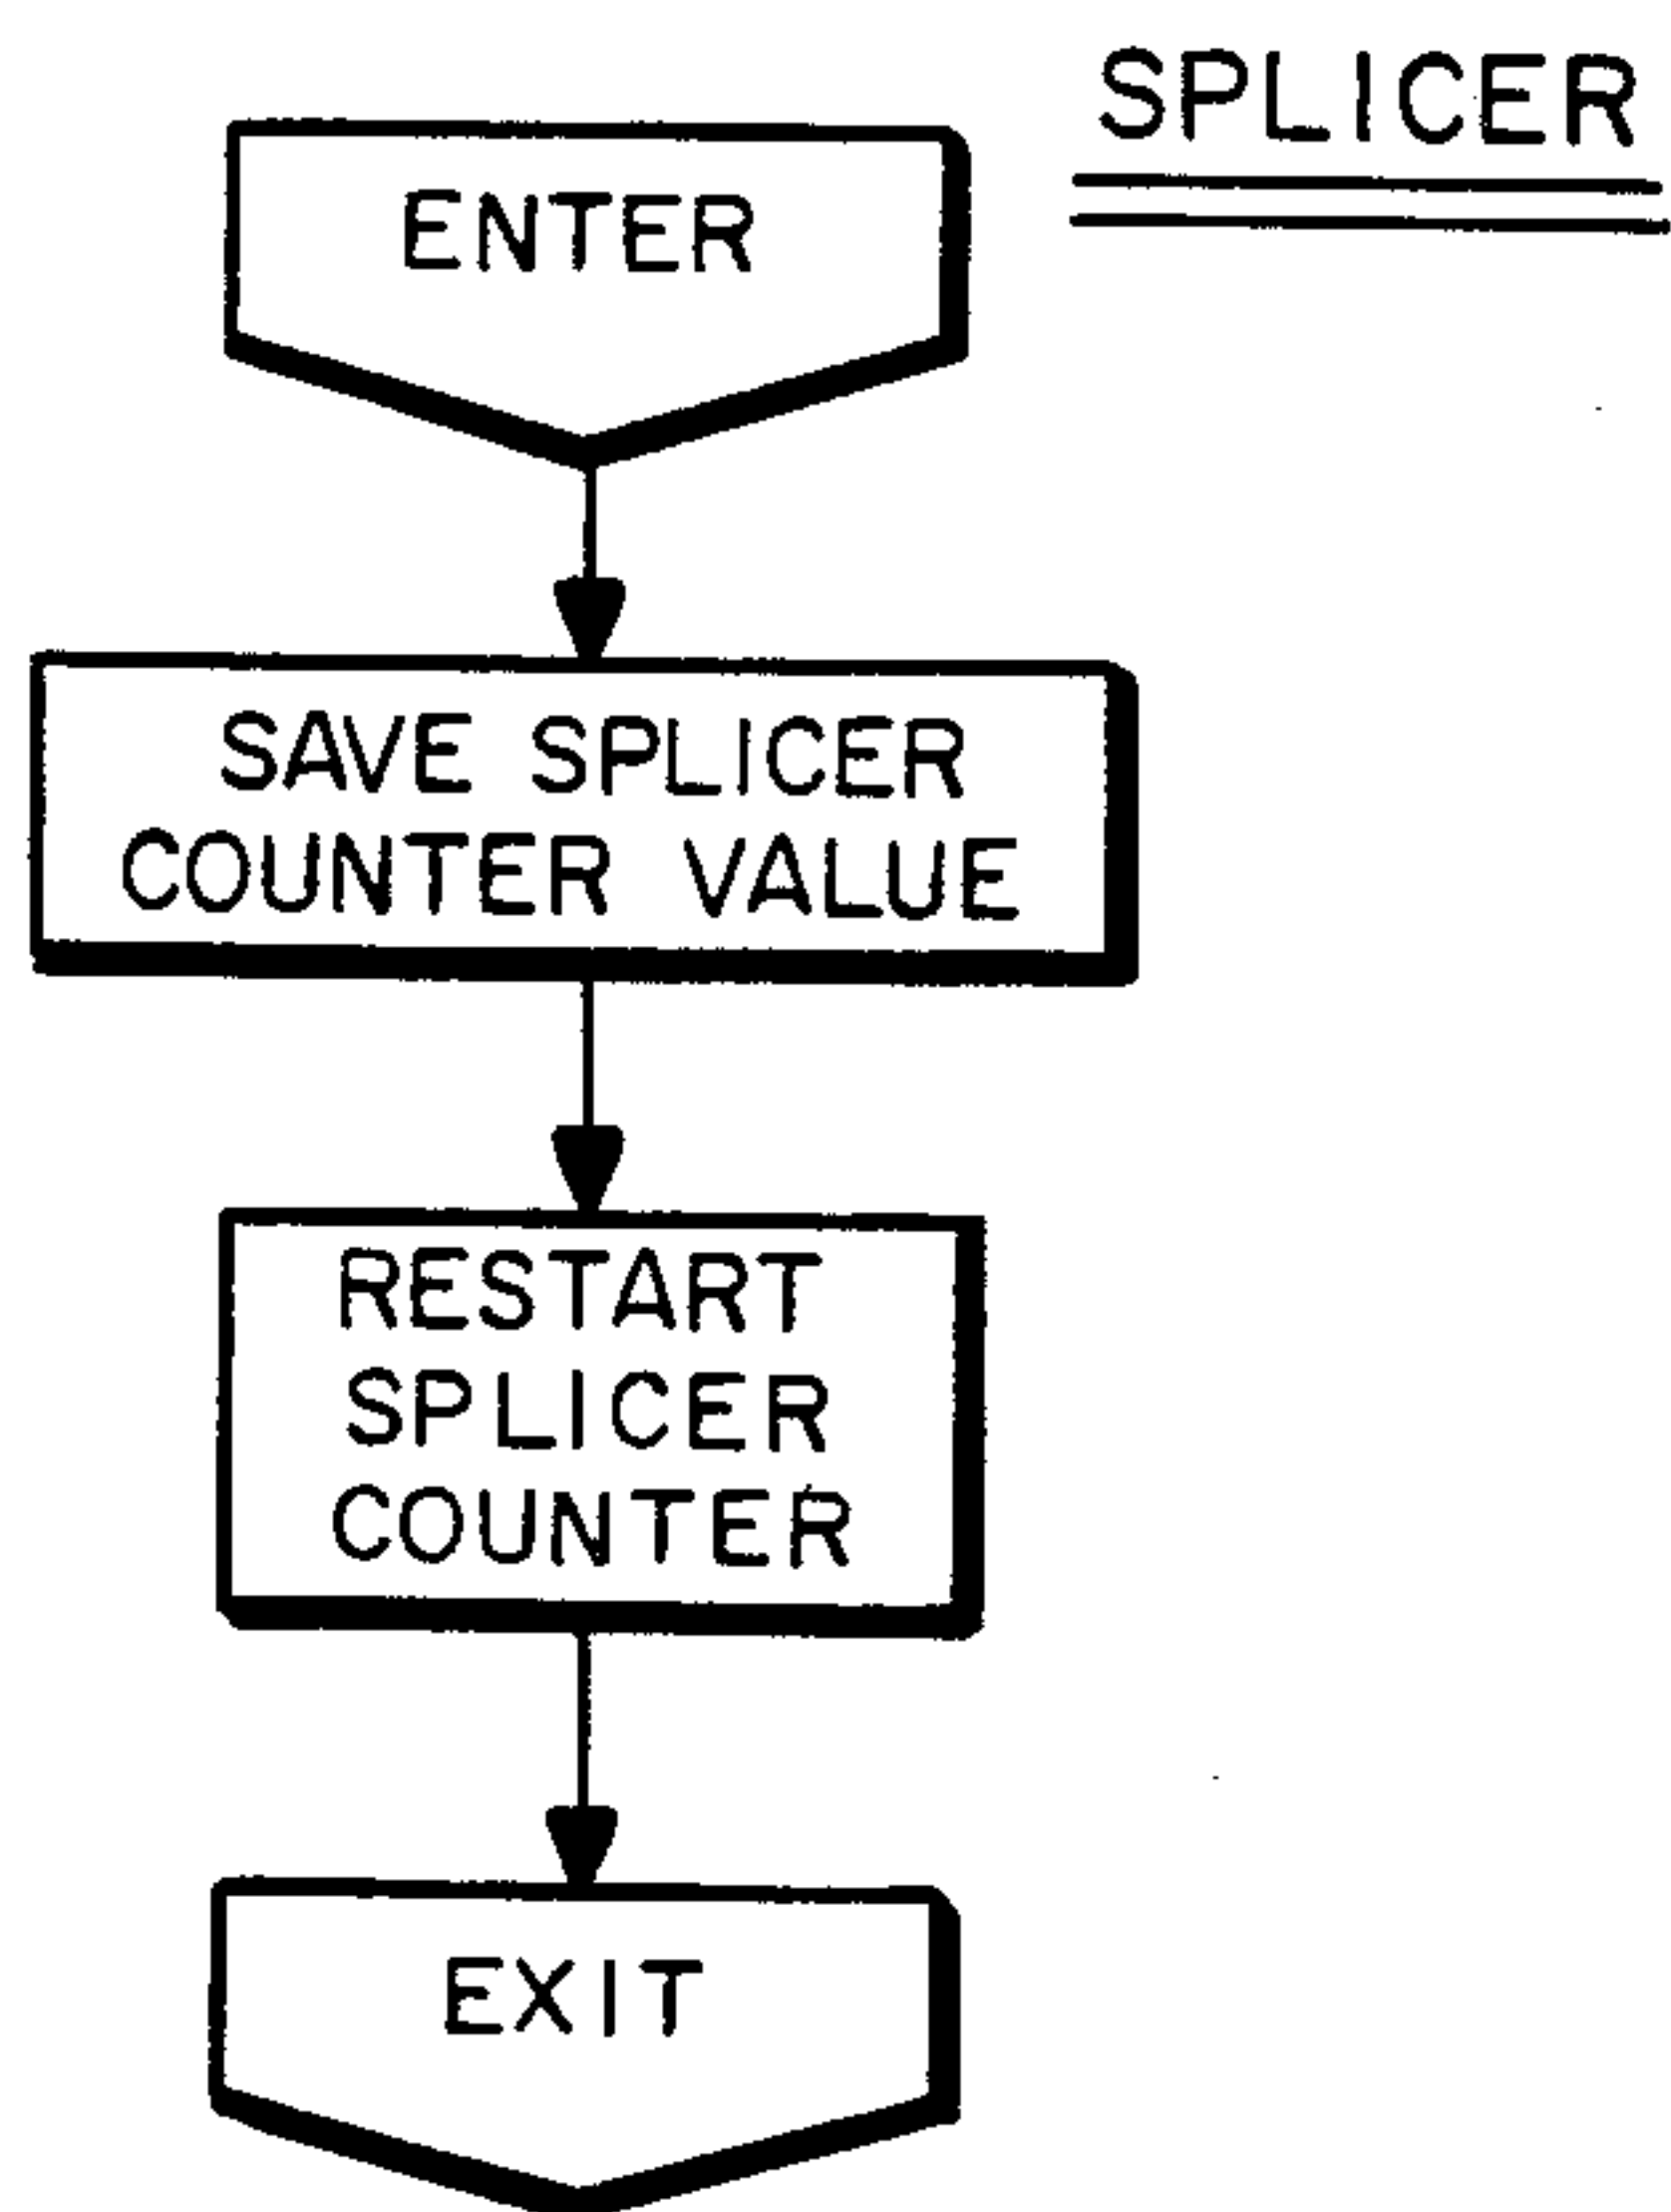 SPLICER
ENTER
SAVE SPLICER
COUNTER VALUE
RESTART
SPLICER
COUNTER
EXIT